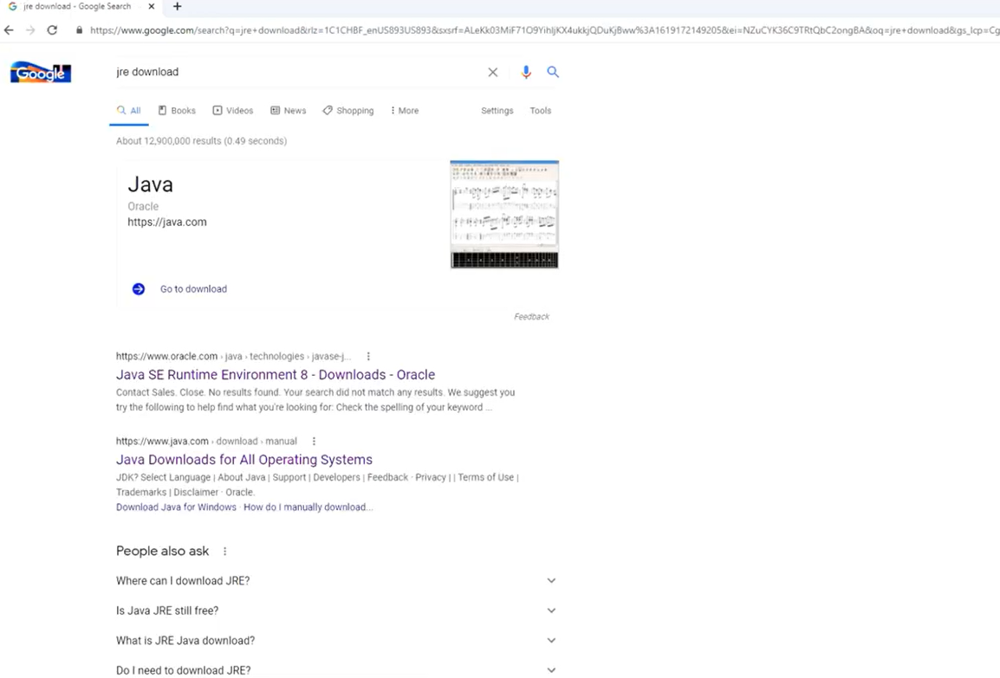 jre download - Google Search
https://www.google.com/search?q=jre+download&rlz=1C1CHBF_enUS893US893&sxsrf=ALeKk03MiF71O9YihIjKX4ukkjQDuKjBww%3A1619172149205&ei=NZuCYK36C9TRtQbC2ongBA&oq=jre+download&gs_lcp=Cg
Google
jre download
All Books Videos News Shopping More Settings Tools
About 12,900,000 results (0.49 seconds)
Java
Oracle
https://java.com
Go to download
Feedback
https://www.oracle.com › java › technologies › javase-j...
Java SE Runtime Environment 8 - Downloads - Oracle
Contact Sales. Close. No results found. Your search did not match any results. We suggest you
try the following to help find what you're looking for: Check the spelling of your keyword ...
https://www.java.com › download › manual
Java Downloads for All Operating Systems
JDK? Select Language | About Java | Support | Developers | Feedback · Privacy | | Terms of Use |
Trademarks | Disclaimer · Oracle.
Download Java for Windows · How do I manually download...
People also ask
Where can I download JRE?
Is Java JRE still free?
What is JRE Java download?
Do I need to download JRE?